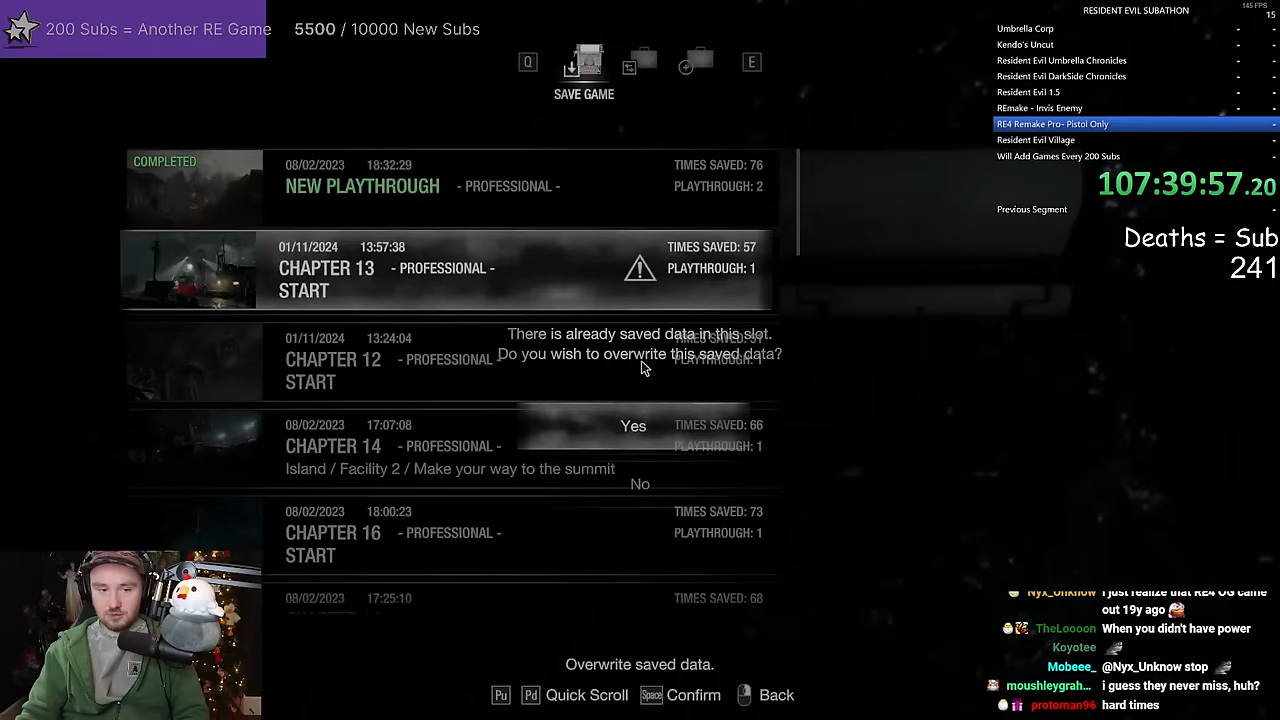 200 Subs = Another RE Game
5500 / 10000 New Subs
145 FPS
RESIDENT EVIL SUBATHON
15
Umbrella Corp - -
Kendo's Uncut - -
Resident Evil Umbrella Chronicles - -
Resident Evil DarkSide Chronicles - -
Resident Evil 1.5 - -
REmake - Invis Enemy - -
RE4 Remake Pro- Pistol Only -
Resident Evil Village -
Will Add Games Every 200 Subs -
107:39:57.20
Previous Segment -
Deaths = Sub
241
Q
E
SAVE GAME
COMPLETED
08/02/2023 18:32:29 TIMES SAVED: 76
NEW PLAYTHROUGH - PROFESSIONAL - PLAYTHROUGH: 2
01/11/2024 13:57:38 TIMES SAVED: 57
CHAPTER 13 - PROFESSIONAL - PLAYTHROUGH: 1
START
There is already saved data in this slot.
Do you wish to overwrite this saved data?
01/11/2024 13:24:04
CHAPTER 12 - PROFESSIONAL PLAYTHROUGH: 1
START
Yes
No
08/02/2023 17:07:08 TIMES SAVED: 66
CHAPTER 14 - PROFESSIONAL - PLAYTHROUGH: 1
Island / Facility 2 / Make your way to the summit
08/02/2023 18:00:23 TIMES SAVED: 73
CHAPTER 16 - PROFESSIONAL - PLAYTHROUGH: 1
START
08/02/2023 17:25:10 TIMES SAVED: 68
Overwrite saved data.
Pu Pd Quick Scroll Space Confirm Back
Nyx_Unknow I just realize that RE4 OG came
out 19y ago
TheLoooon When you didn't have power
Koyotee
Mobeee_ @Nyx_Unknow stop
moushleygrah... i guess they never miss, huh?
protoman96 hard times